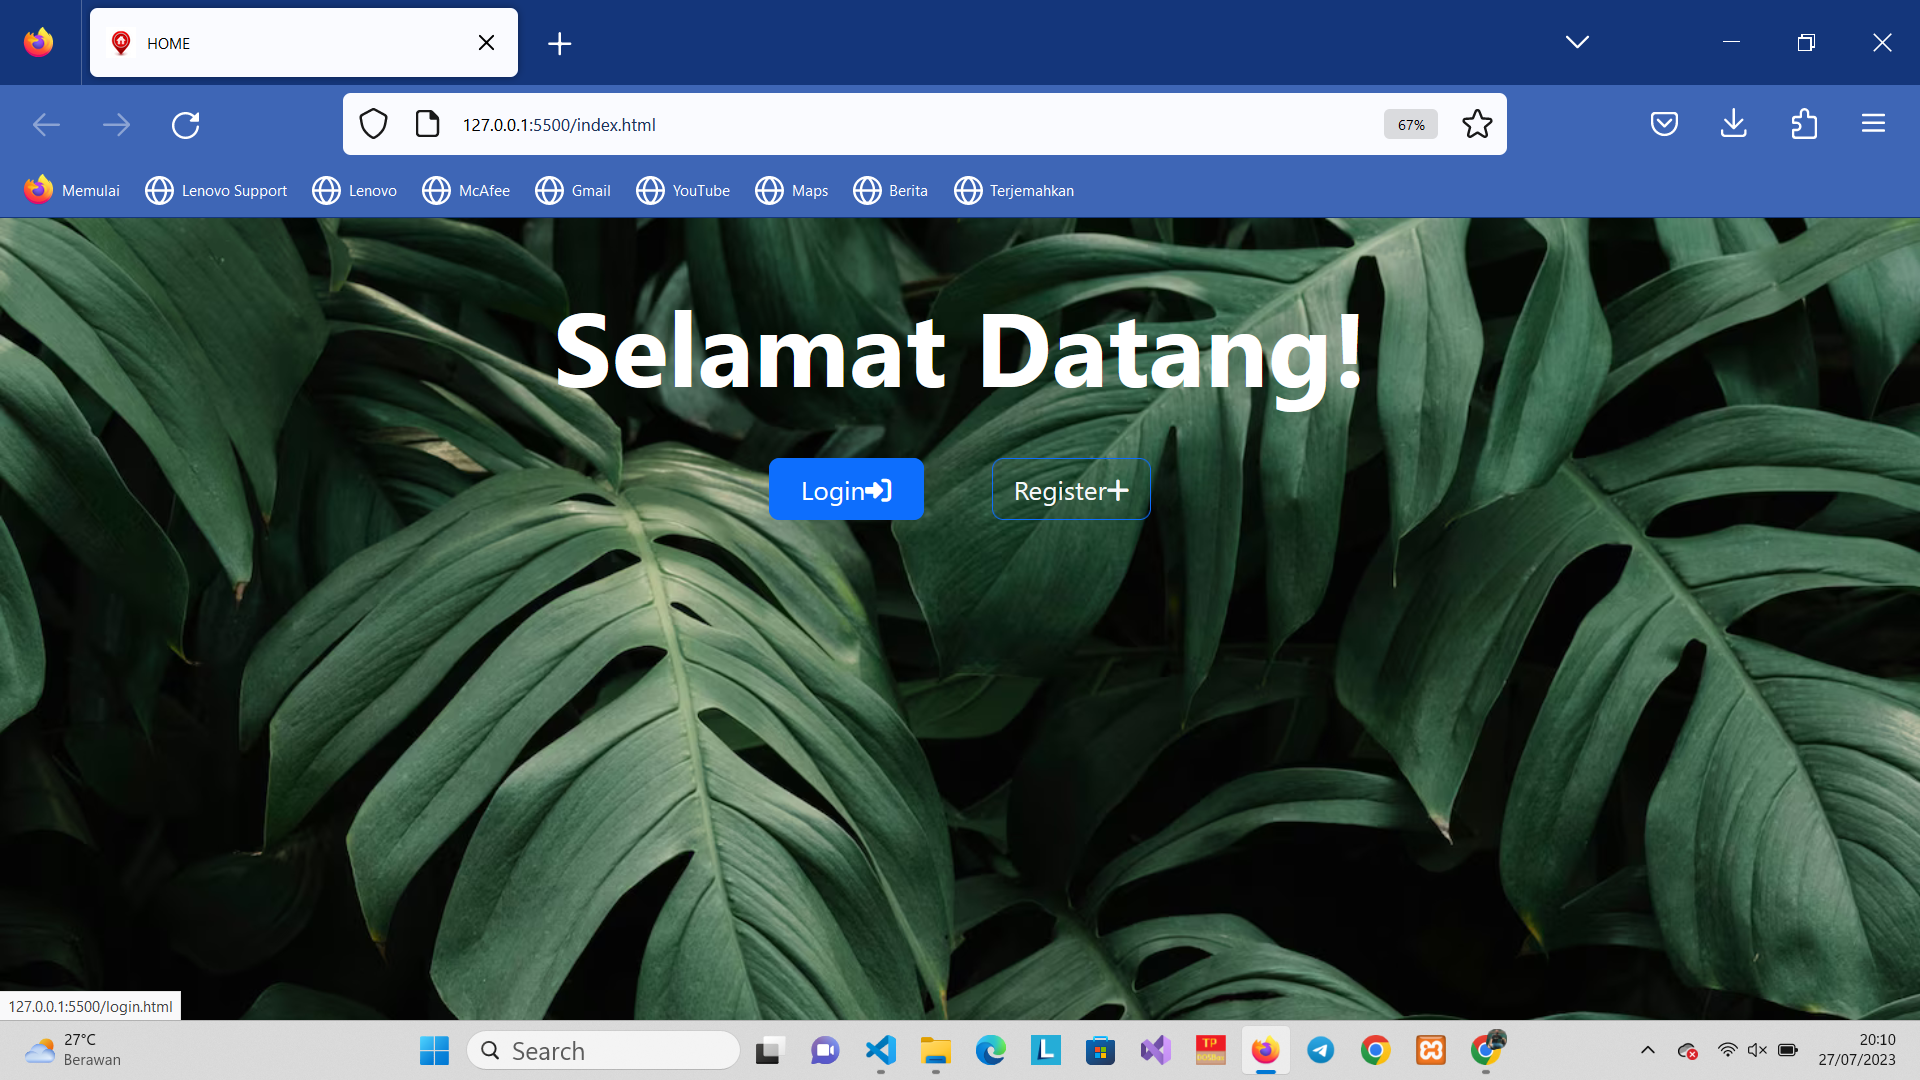 HOME
127.0.0.1:5500/index.html
67%
Memulai
Lenovo Support
Lenovo
McAfee
Gmail
YouTube
Maps
Berita
Terjemahkan
Selamat Datang!
Login
Register
127.0.0.1:5500/login.html
27°C
Berawan
Search
L
TP
20:10
27/07/2023